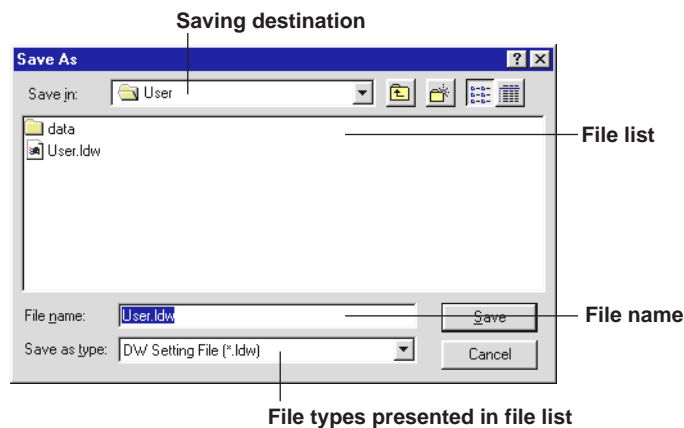 Saving destination
Save As
Save in: User
data
User.ldw
File list
File name: User.ldw Save
File name
Save as type: DW Setting File (*.ldw) Cancel
File types presented in file list